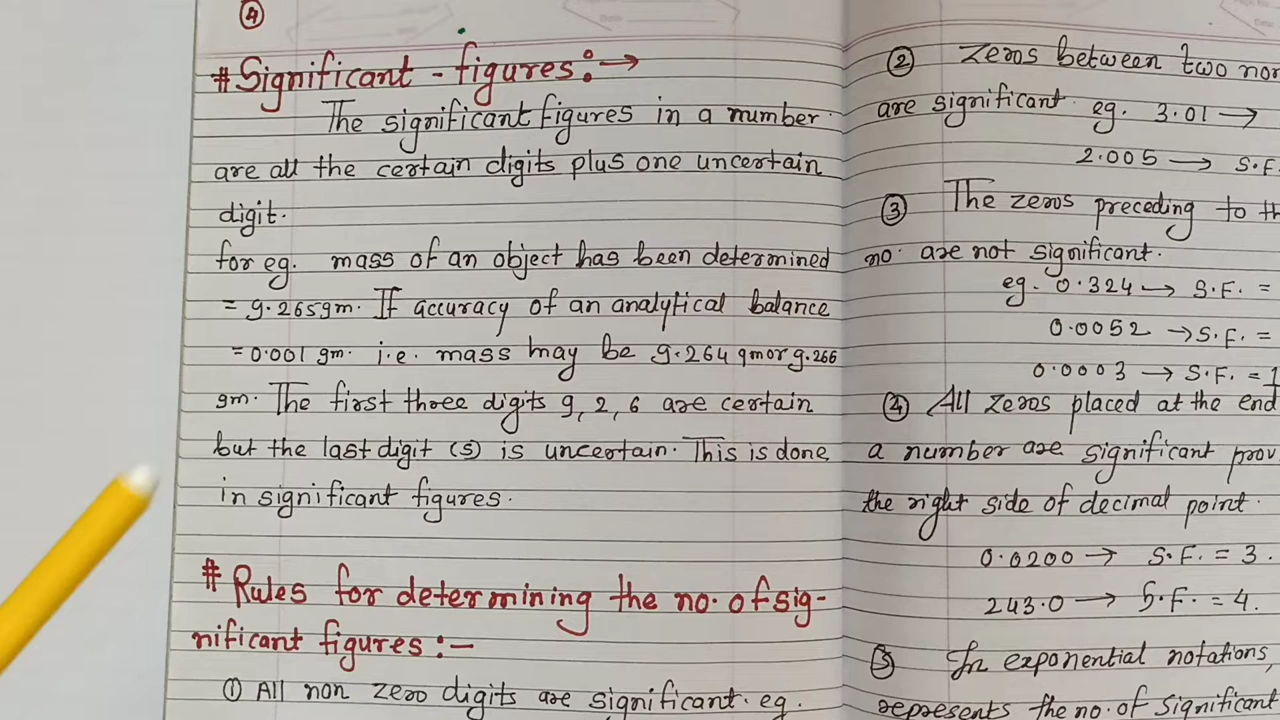 ④
# Significant - figures :→
The significant figures in a number
are all the certain digits plus one uncertain
digit.
for eg. mass of an object has been determined
= 9.265gm. If accuracy of an analytical balance
= 0.001 gm. i.e. mass may be 9.264 gm or 9.266
gm. The first three digits 9, 2, 6 are certain
but the last digit (5) is uncertain. This is done
in significant figures.
# Rules for determining the no. of sig-
nificant figures :-
① All non zero digits are significant. eg.
② Zeros between two non
are significant. eg. 3.01 →
2.005 → S.F.
③ The zeros preceding to th
no. are not significant.
eg. 0.324 → S.F. =
0.0052 → S.F. =
0.0003 → S.F. = 1
④ All zeros placed at the end
a number are significant prov
the right side of decimal point.
0.0200 → S.F. = 3.
243.0 → S.F. = 4.
⑤ In exponential notations,
represents the no. of significant